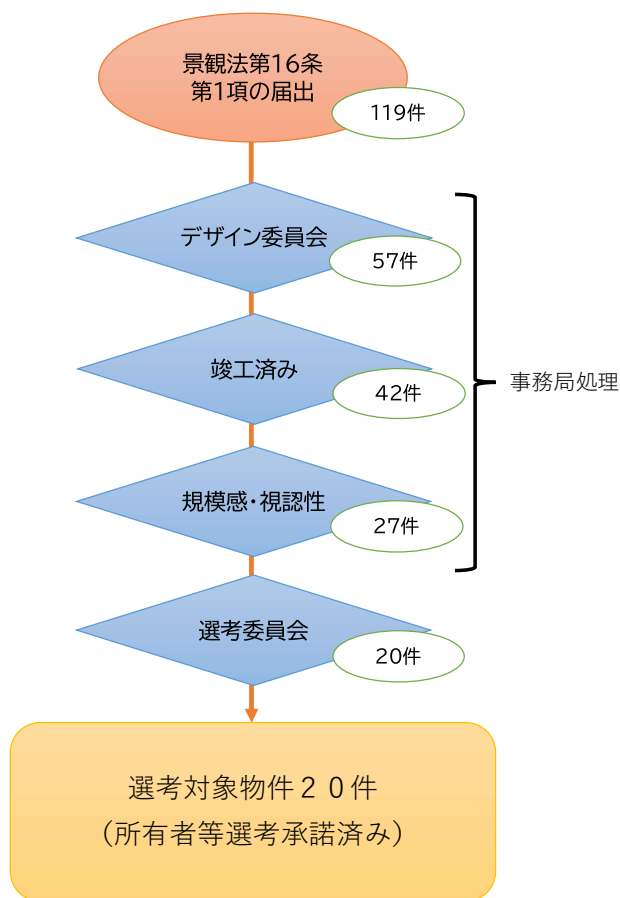 景観法第16条
第1項の届出
119件
デザイン委員会
57件
竣工済み
42件
事務局処理
規模感・視認性
27件
選考委員会
20件
選考対象物件２０件
（所有者等選考承諾済み）